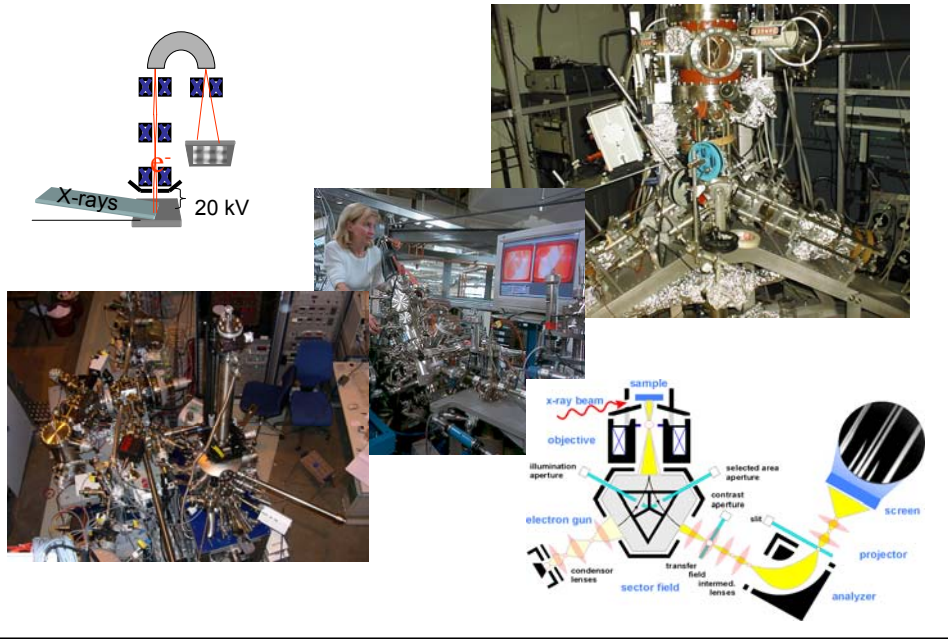 e-
X-rays
20 kV
sample
x-ray beam
objective
illumination
aperture
selected area
aperture
contrast
aperture
electron gun
slit
screen
condensor
lenses
transfer
field
intermed.
lenses
projector
sector field
analyzer